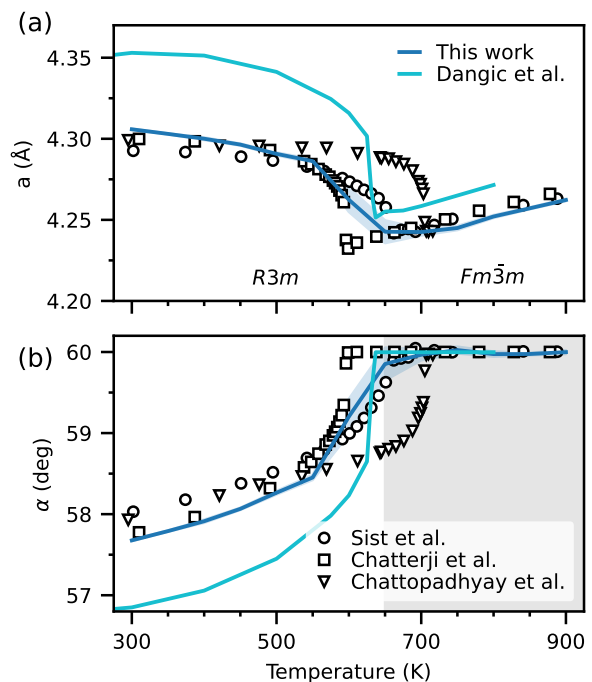 (a)
4.35
4.30
4.25
4.20
a (Å)
This work
Dangic et al.
R3m
Fm3̄m
(b)
60
59
58
57
α (deg)
Sist et al.
Chatterji et al.
Chattopadhyay et al.
300
500
700
900
Temperature (K)